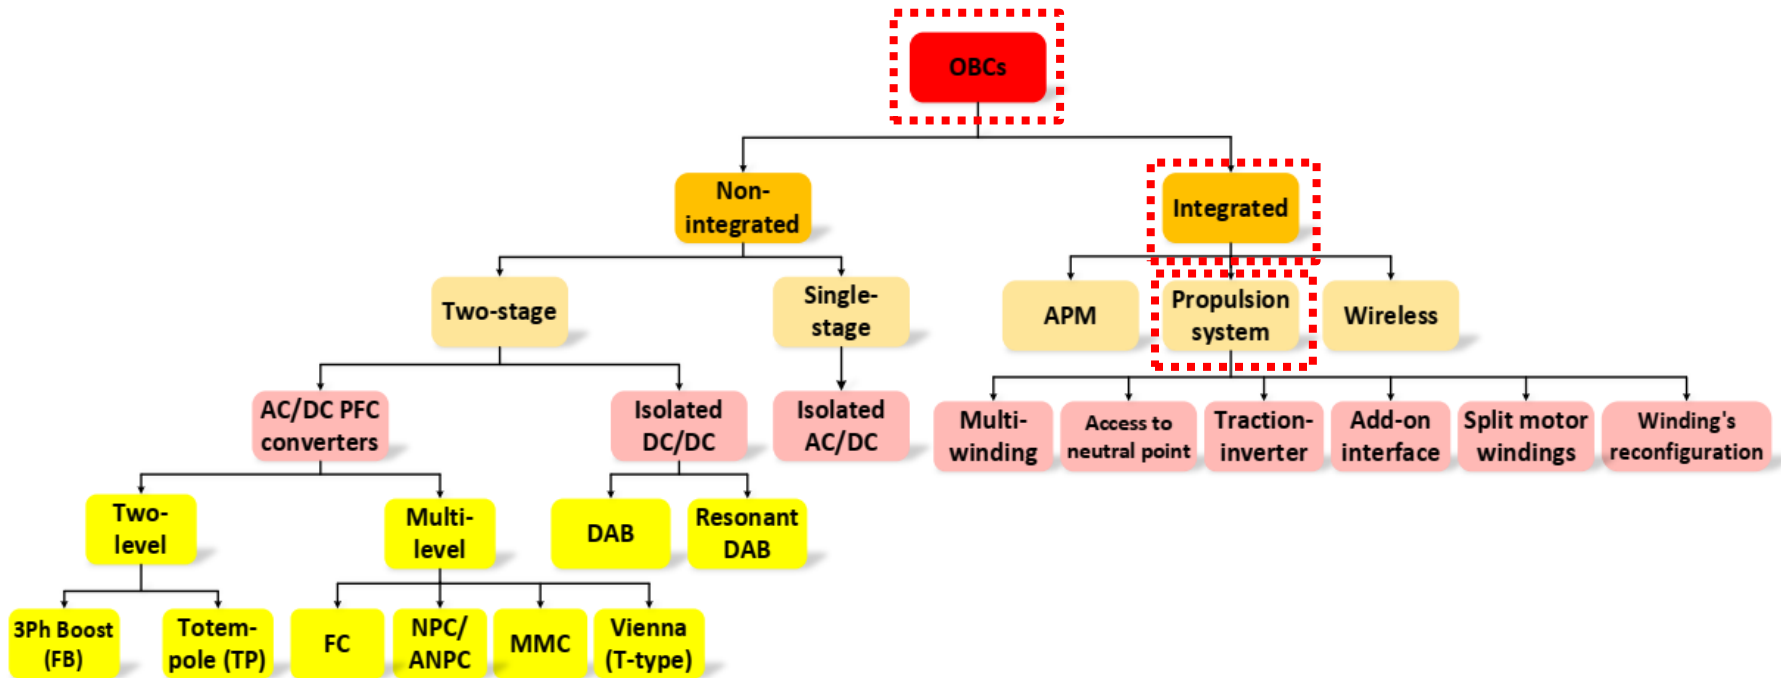 OBCs
Non-
integrated
Integrated
Two-stage
Single-
stage
APM
Propulsion
system
Wireless
AC/DC PFC
converters
Isolated
DC/DC
Isolated
AC/DC
Multi-
winding
Access to
neutral point
Traction-
inverter
Add-on
interface
Split motor
windings
Winding's
reconfiguration
Two-
level
Multi-
level
DAB
Resonant
DAB
3Ph Boost
(FB)
Totem-
pole (TP)
FC
NPC/
ANPC
MMC
Vienna
(T-type)